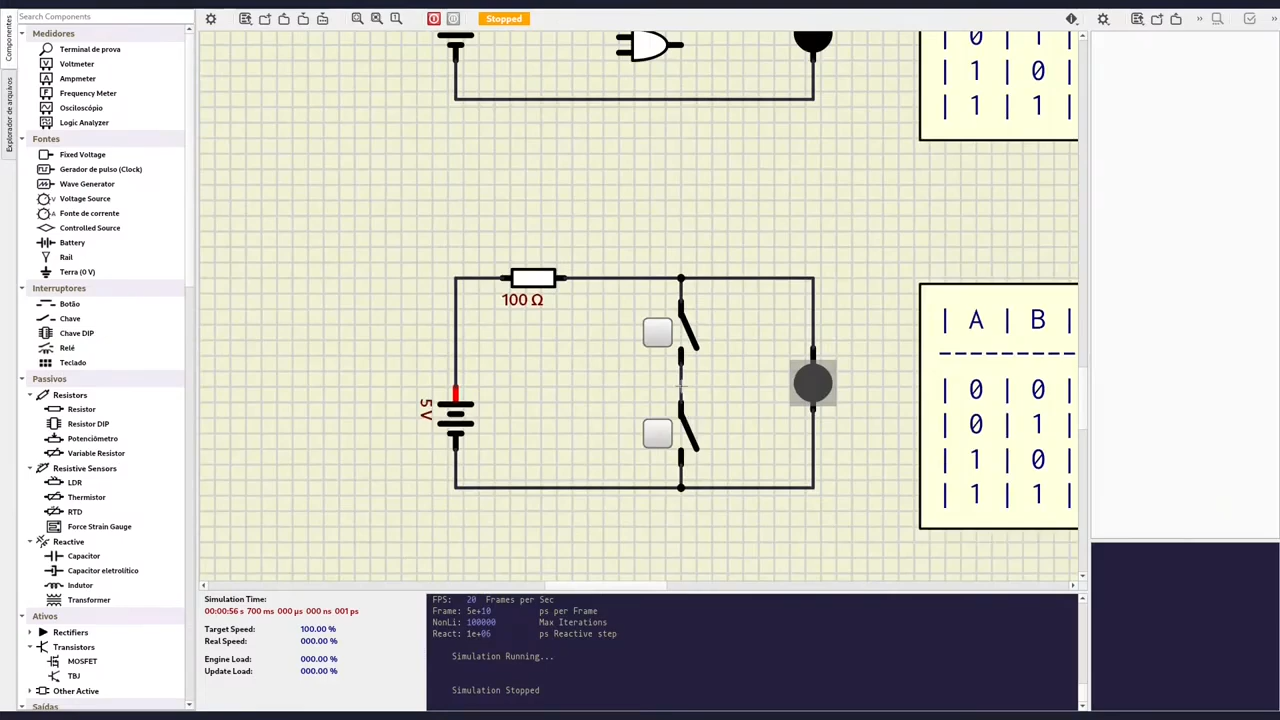 Search Components
Stopped
Componentes
Explorador de arquivos
Medidores
Terminal de prova
Voltmeter
Ampmeter
Frequency Meter
Osciloscópio
Logic Analyzer
Fontes
Fixed Voltage
Gerador de pulso (Clock)
Wave Generator
Voltage Source
Fonte de corrente
Controlled Source
Battery
Rail
Terra (0 V)
Interruptores
Botão
Chave
Chave DIP
Relé
Teclado
Passivos
Resistors
Resistor
Resistor DIP
Potenciômetro
Variable Resistor
Resistive Sensors
LDR
Thermistor
RTD
Force Strain Gauge
Reactive
Capacitor
Capacitor eletrolítico
Indutor
Transformer
Ativos
Rectifiers
Transistors
MOSFET
TBJ
Other Active
Saídas
100 Ω
5 V
| 0 | 1 |
| 1 | 0 |
| 1 | 1 |
| A | B |
----------------
| 0 | 0 |
| 0 | 1 |
| 1 | 0 |
| 1 | 1 |
Simulation Time:
00:00:56 s 700 ms 000 µs 000 ns 001 ps
Target Speed: 100.00 %
Real Speed: 000.00 %
Engine Load: 000.00 %
Update Load: 000.00 %
FPS: 20 Frames per Sec
Frame: 5e+10 ps per Frame
NonLi: 100000 Max Iterations
React: 1e+06 ps Reactive step
Simulation Running...
Simulation Stopped